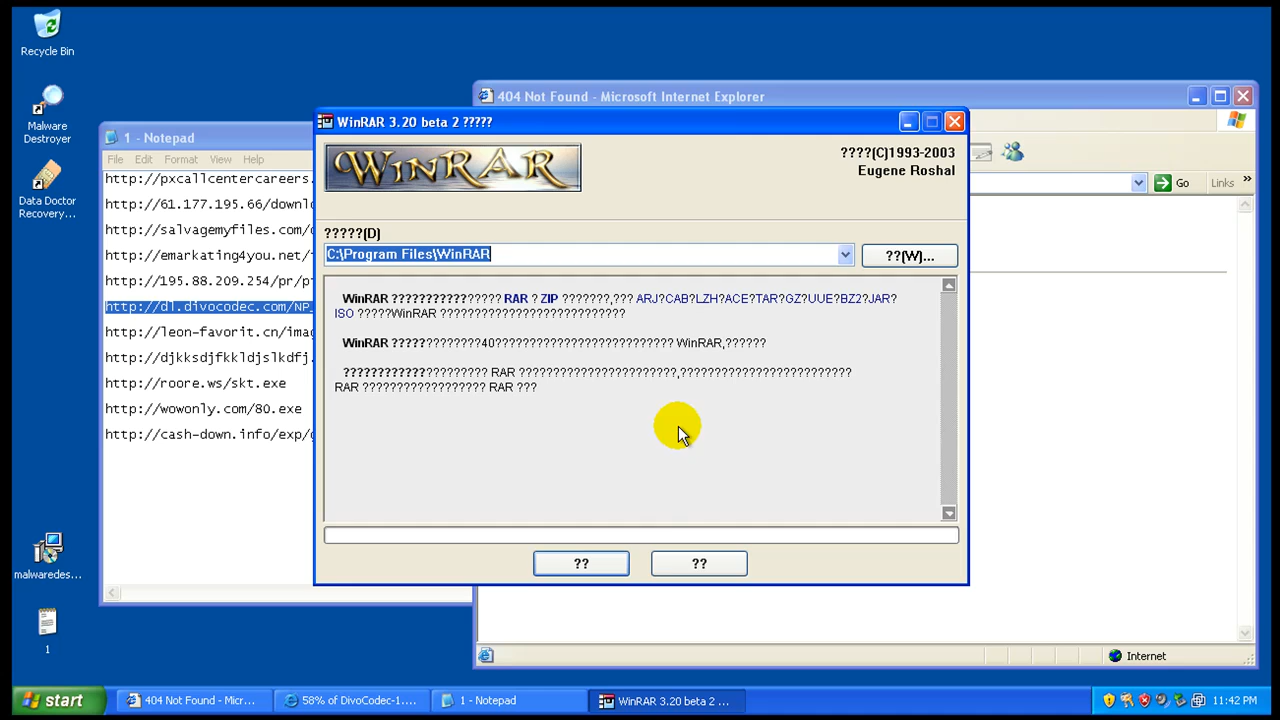 Recycle Bin
Malware
Destroyer
Data Doctor
Recovery...
malwaredes...
1
404 Not Found - Microsoft Internet Explorer
Go
Links
»
Internet
1 - Notepad
File Edit Format View Help
http://pxcallcentercareers.
http://61.177.195.66/downlo
http://salvagemyfiles.com/
http://emarkating4you.net/
http://195.88.209.254/pr/pi
http://dl.divocodec.com/NP_
http://leon-favorit.cn/imag
http://djkksdjfkkldjslkdfj.
http://roore.ws/skt.exe
http://wowonly.com/80.exe
http://cash-down.info/exp/g
WinRAR 3.20 beta 2 ?????
WINRAR
????(C)1993-2003
Eugene Roshal
?????(D)
C:\Program Files\WinRAR
??(W)...
WinRAR ???????????????? RAR ? ZIP ???????,??? ARJ?CAB?LZH?ACE?TAR?GZ?UUE?BZ2?JAR?
ISO ?????WinRAR ???????????????????????????
WinRAR ?????????????40?????????????????????????? WinRAR,??????
????????????????????? RAR ???????????????????????,?????????????????????????
RAR ?????????????????? RAR ???
??
??
start
404 Not Found - Micr...
58% of DivoCodec-1....
1 - Notepad
WinRAR 3.20 beta 2 ...
11:42 PM